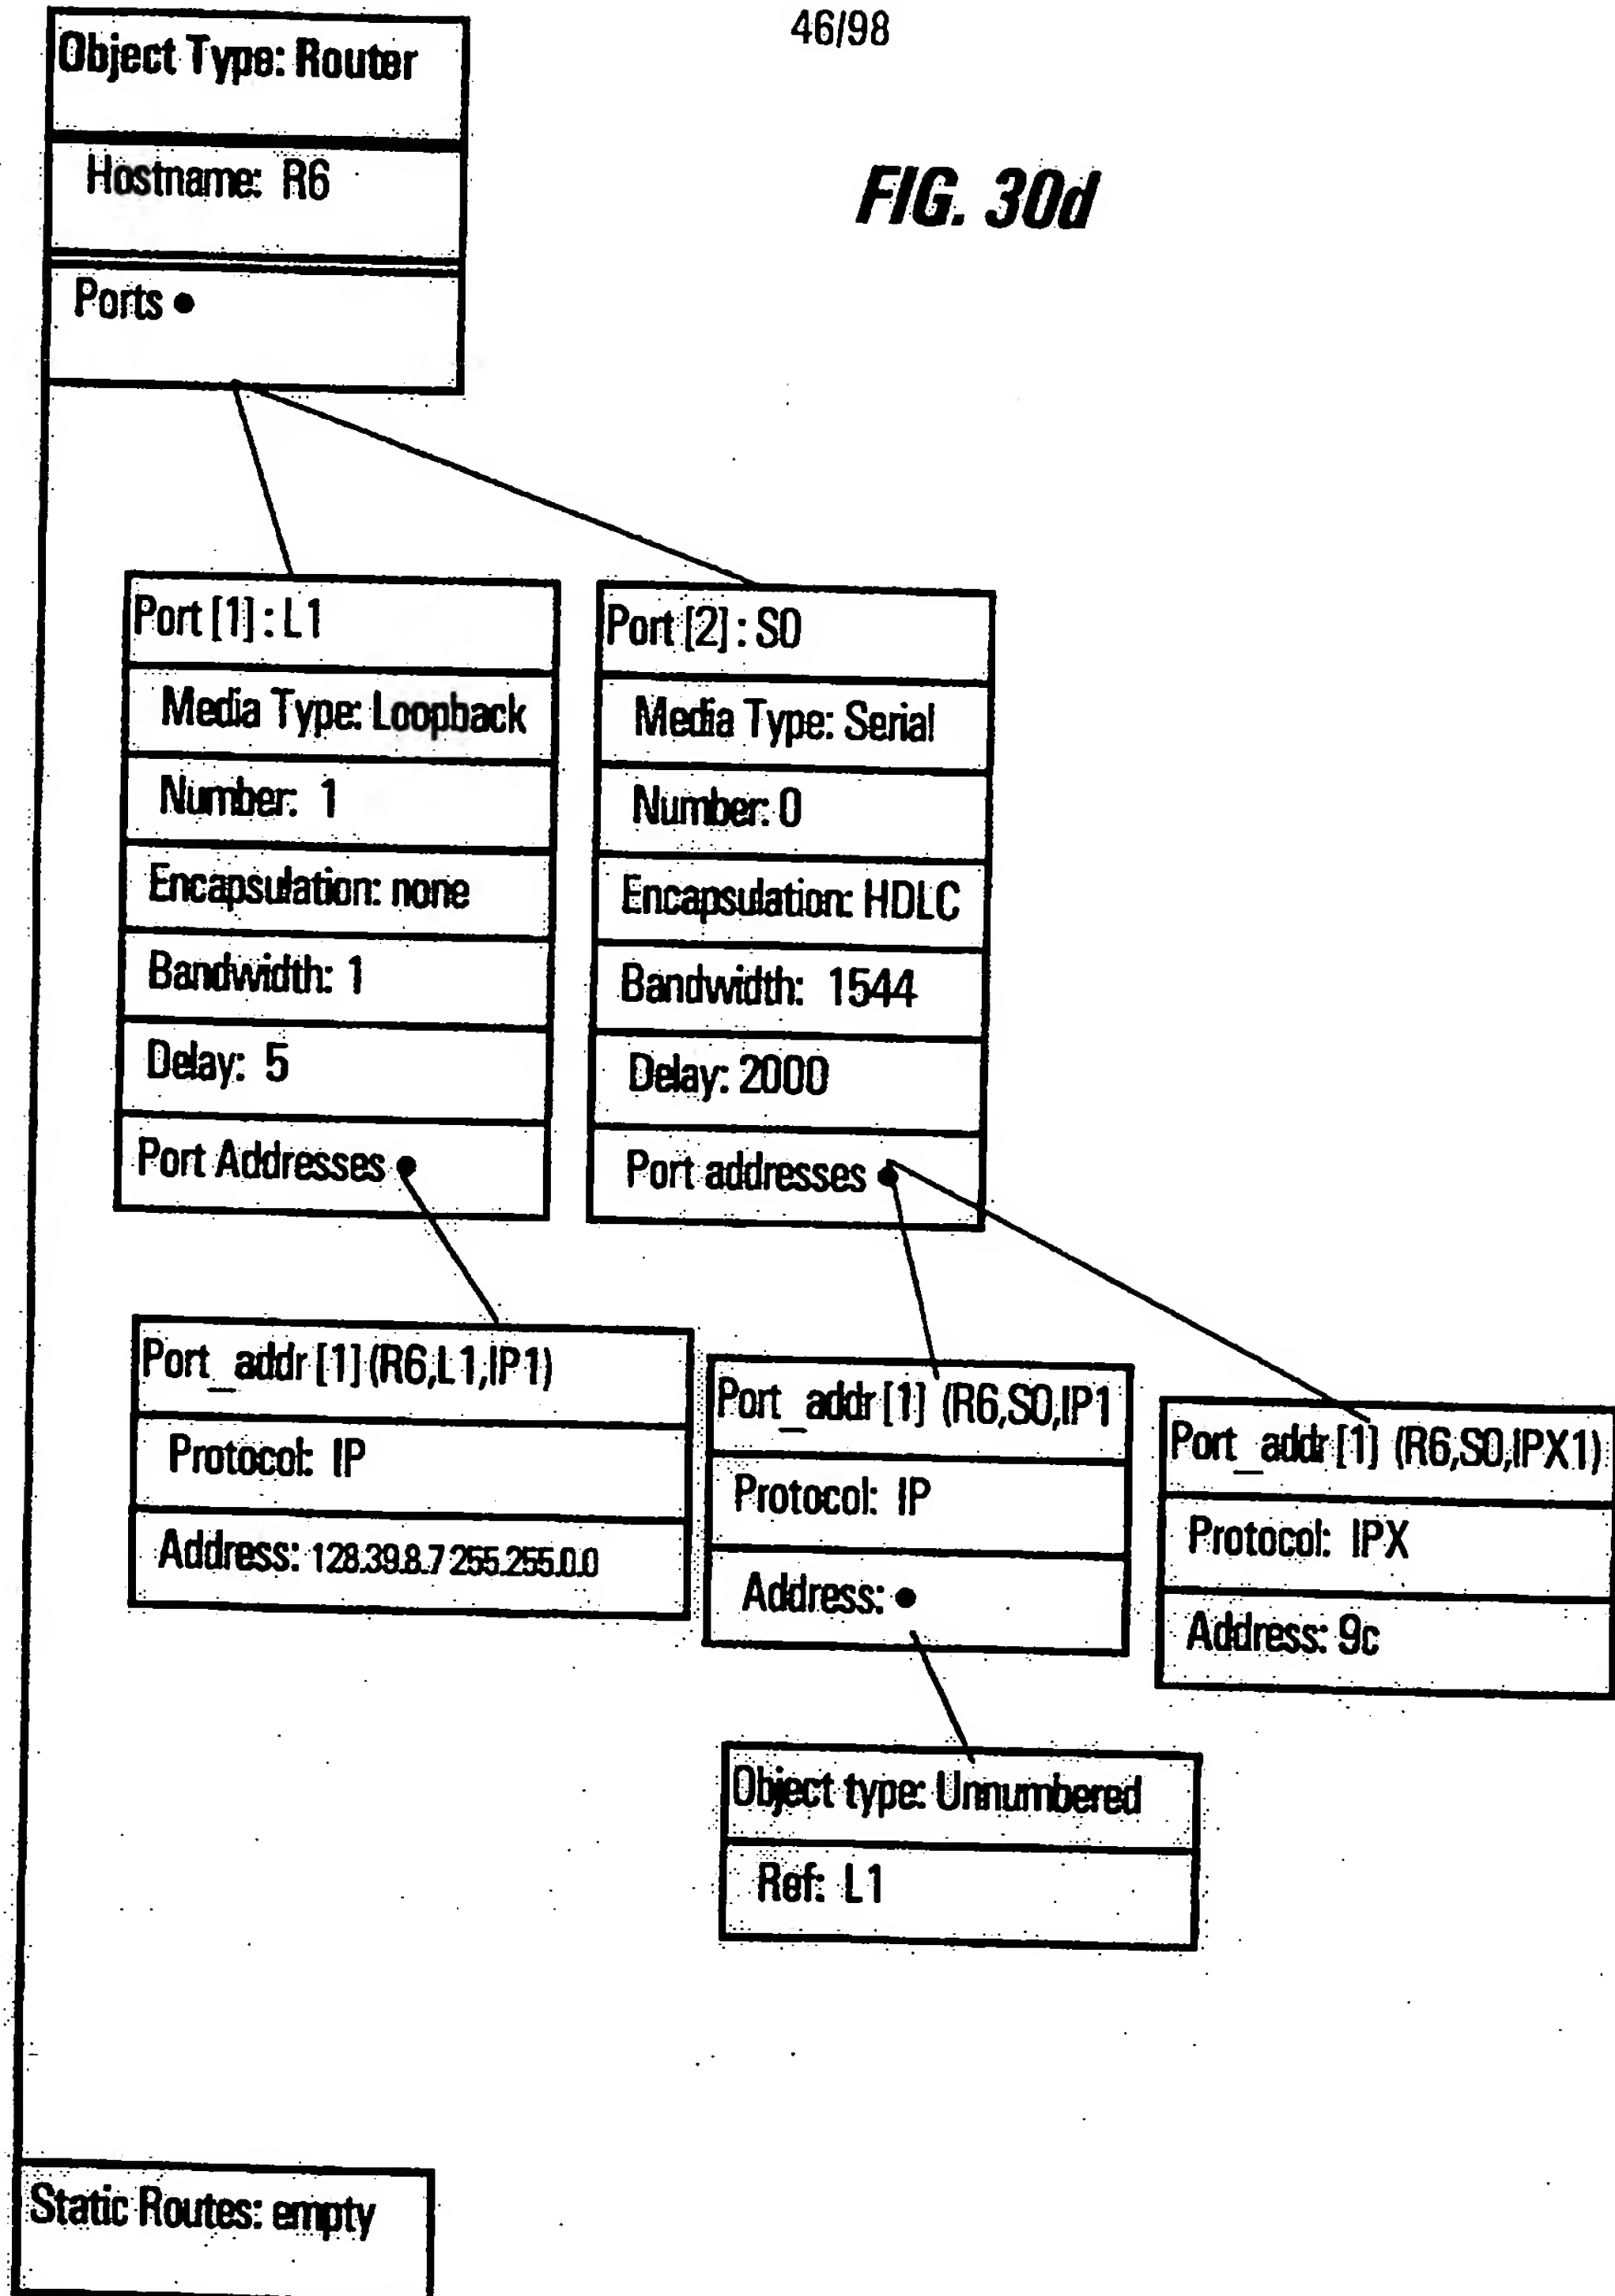 46/98
FIG. 30d
Object Type: Router
Hostname: R6
Ports
Port [1] : L1
Media Type: Loopback
Number: 1
Encapsulation: none
Bandwidth: 1
Delay: 5
Port Addresses
Port [2] : S0
Media Type: Serial
Number: 0
Encapsulation: HDLC
Bandwidth: 1544
Delay: 2000
Port addresses
Port_addr [1] (R6,L1,IP1)
Protocol: IP
Address: 128.39.8.7 255.255.0.0
Port_addr [1] (R6,S0,IP1
Protocol: IP
Address:
Port_addr [1] (R6,S0,IPX1)
Protocol: IPX
Address: 9c
Object type: Unnumbered
Ref: L1
Static Routes: empty